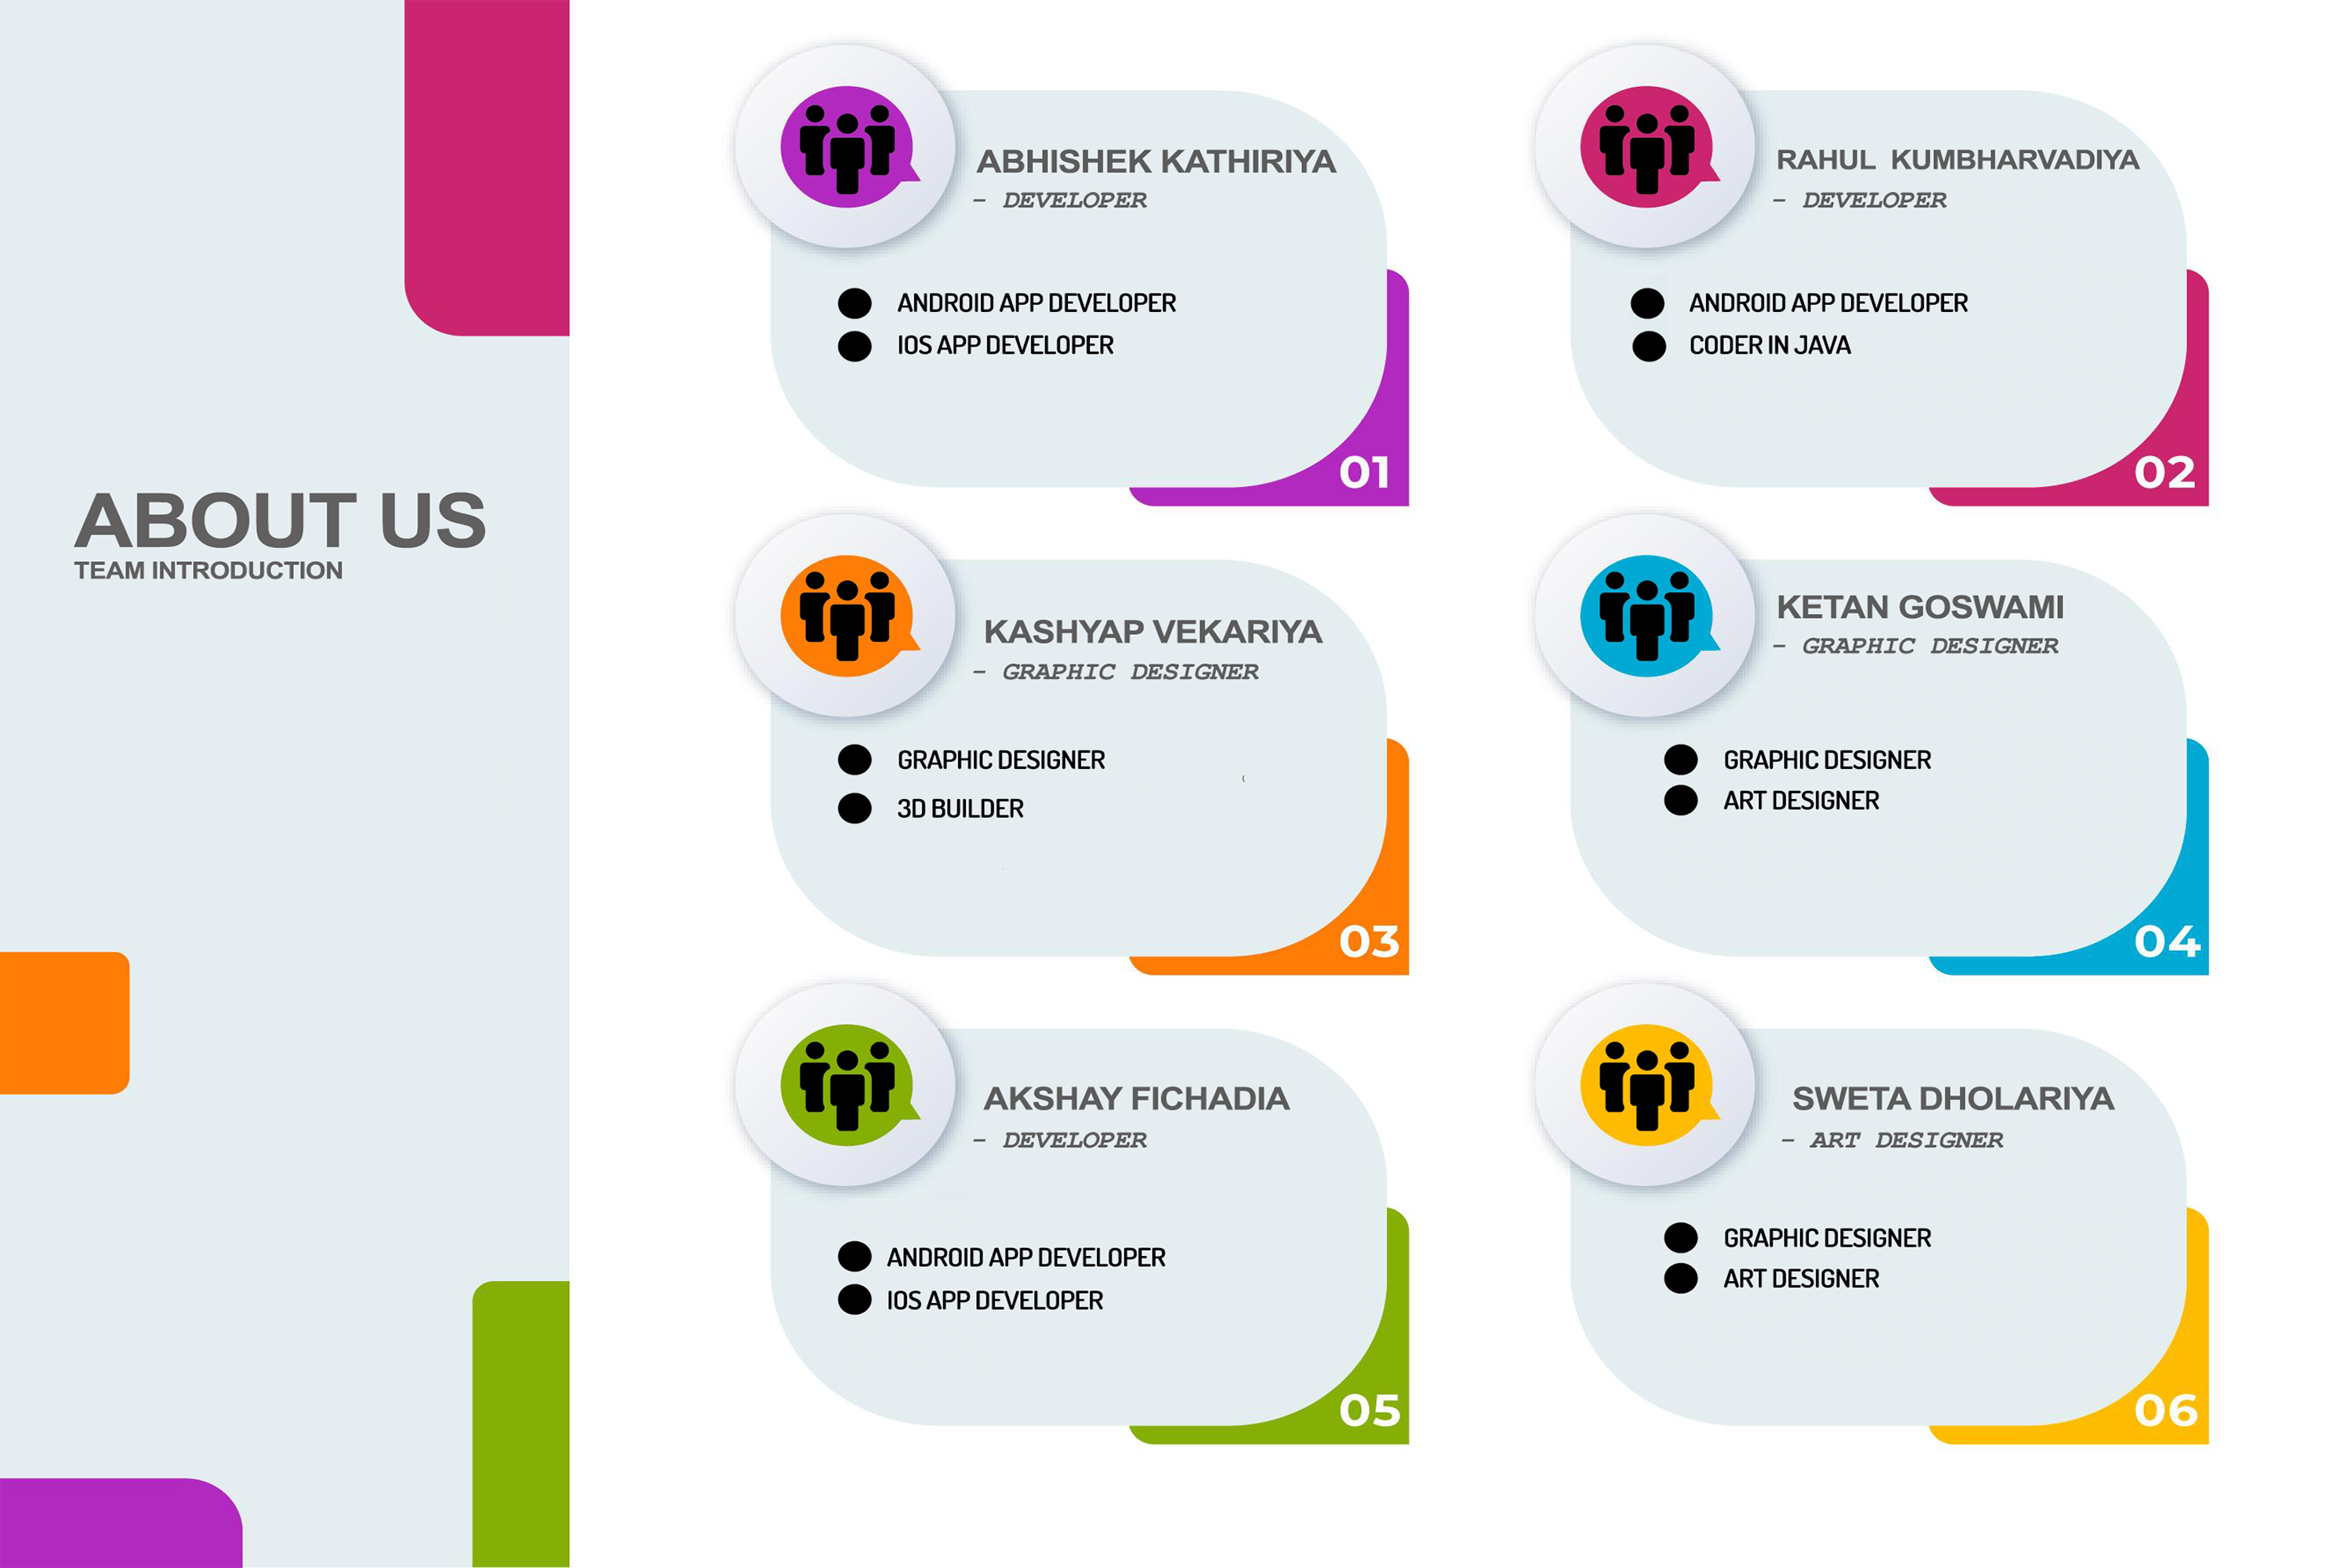 ABOUT US
TEAM INTRODUCTION
ABHISHEK KATHIRIYA
- DEVELOPER
ANDROID APP DEVELOPER
IOS APP DEVELOPER
01
RAHUL KUMBHARVADIYA
- DEVELOPER
ANDROID APP DEVELOPER
CODER IN JAVA
02
KASHYAP VEKARIYA
- GRAPHIC DESIGNER
GRAPHIC DESIGNER
3D BUILDER
03
KETAN GOSWAMI
- GRAPHIC DESIGNER
GRAPHIC DESIGNER
ART DESIGNER
04
AKSHAY FICHADIA
- DEVELOPER
ANDROID APP DEVELOPER
IOS APP DEVELOPER
05
SWETA DHOLARIYA
- ART DESIGNER
GRAPHIC DESIGNER
ART DESIGNER
06